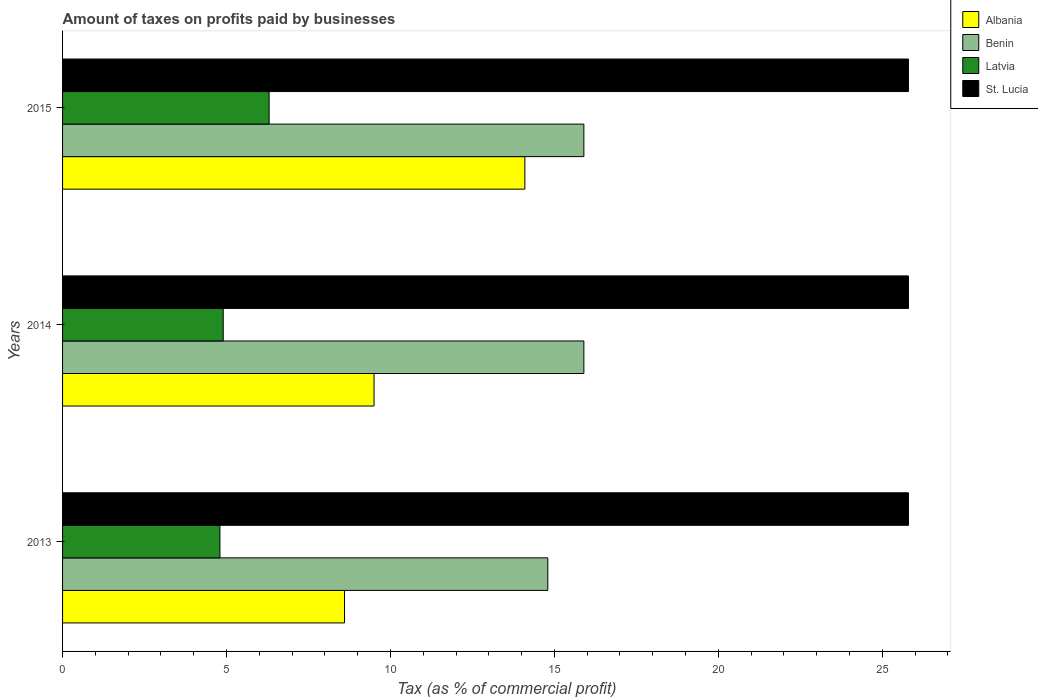 Amount of taxes on profits paid by businesses
Albania
Benin
Latvia
St. Lucia
2015
2014
2013
Years
0
5
10
15
20
25
Tax (as % of commercial profit)